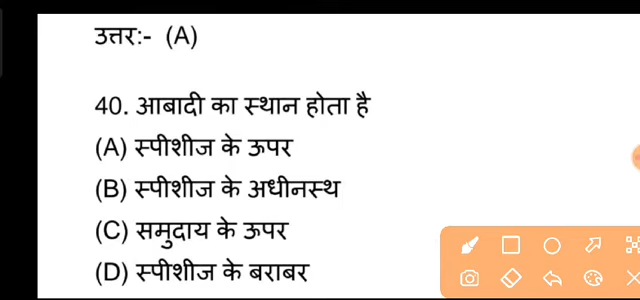 उत्तर:- (A)
40. आबादी का स्थान होता है
(A) स्पीशीज के ऊपर
(B) स्पीशीज के अधीनस्थ
(C) समुदाय के ऊपर
(D) स्पीशीज के बराबर